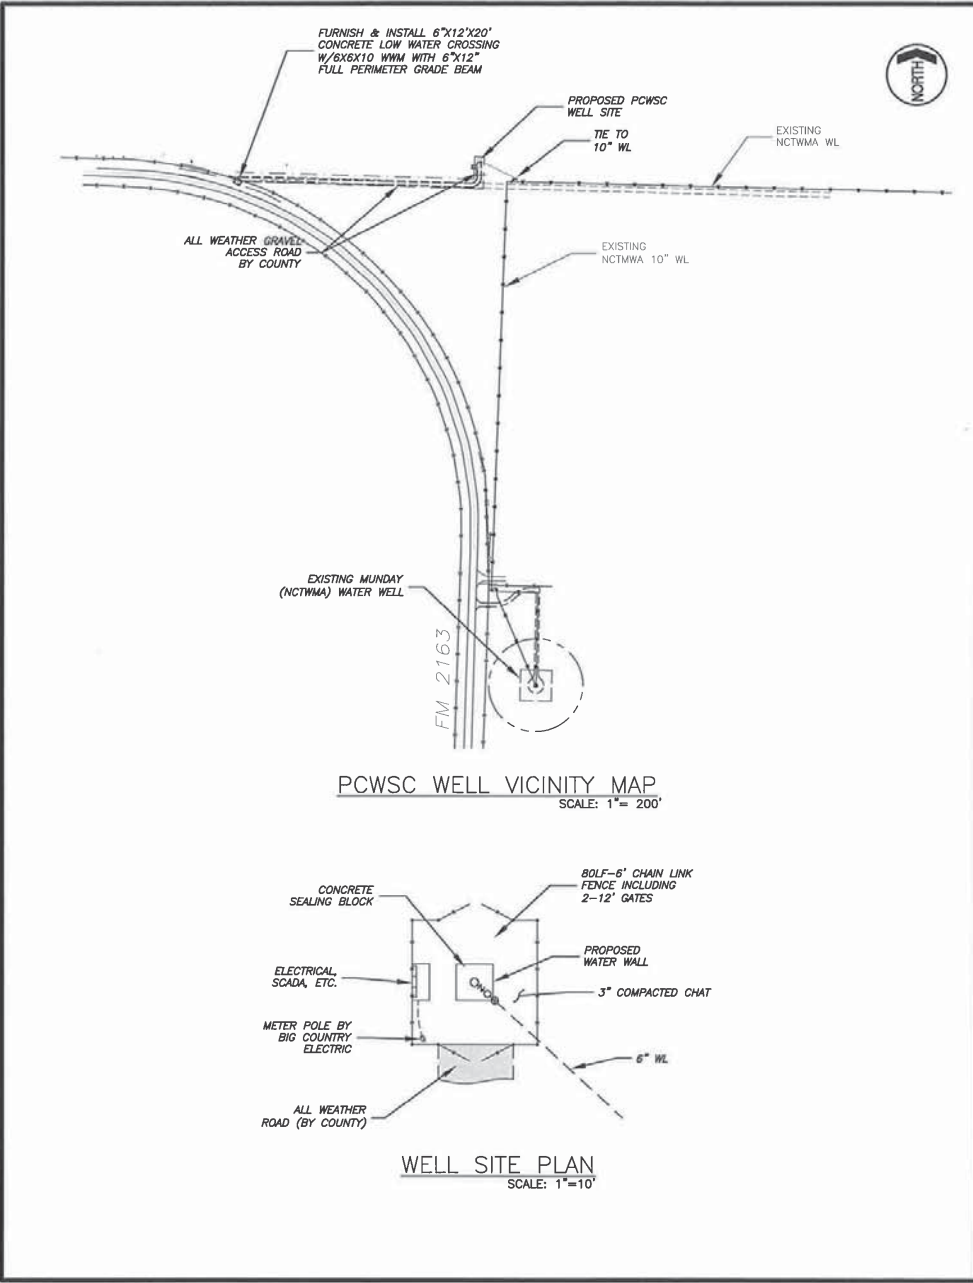 FURNISH & INSTALL 6"X12'X20'
CONCRETE LOW WATER CROSSING
W/6X6X10 WWM WITH 6"X12"
FULL PERIMETER GRADE BEAM
NORTH
PROPOSED PCWSC
WELL SITE
TIE TO
10" WL
EXISTING
NCTWMA WL
ALL WEATHER GRAVEL
ACCESS ROAD
BY COUNTY
EXISTING
NCTMWA 10" WL
EXISTING MUNDAY
(NCTWMA) WATER WELL
FM 2163
PCWSC WELL VICINITY MAP
SCALE: 1"= 200'
80LF-6' CHAIN LINK
FENCE INCLUDING
2-12' GATES
CONCRETE
SEALING BLOCK
PROPOSED
WATER WALL
ELECTRICAL,
SCADA, ETC.
3" COMPACTED CHAT
METER POLE BY
BIG COUNTRY
ELECTRIC
6" WL
ALL WEATHER
ROAD (BY COUNTY)
WELL SITE PLAN
SCALE: 1"=10'